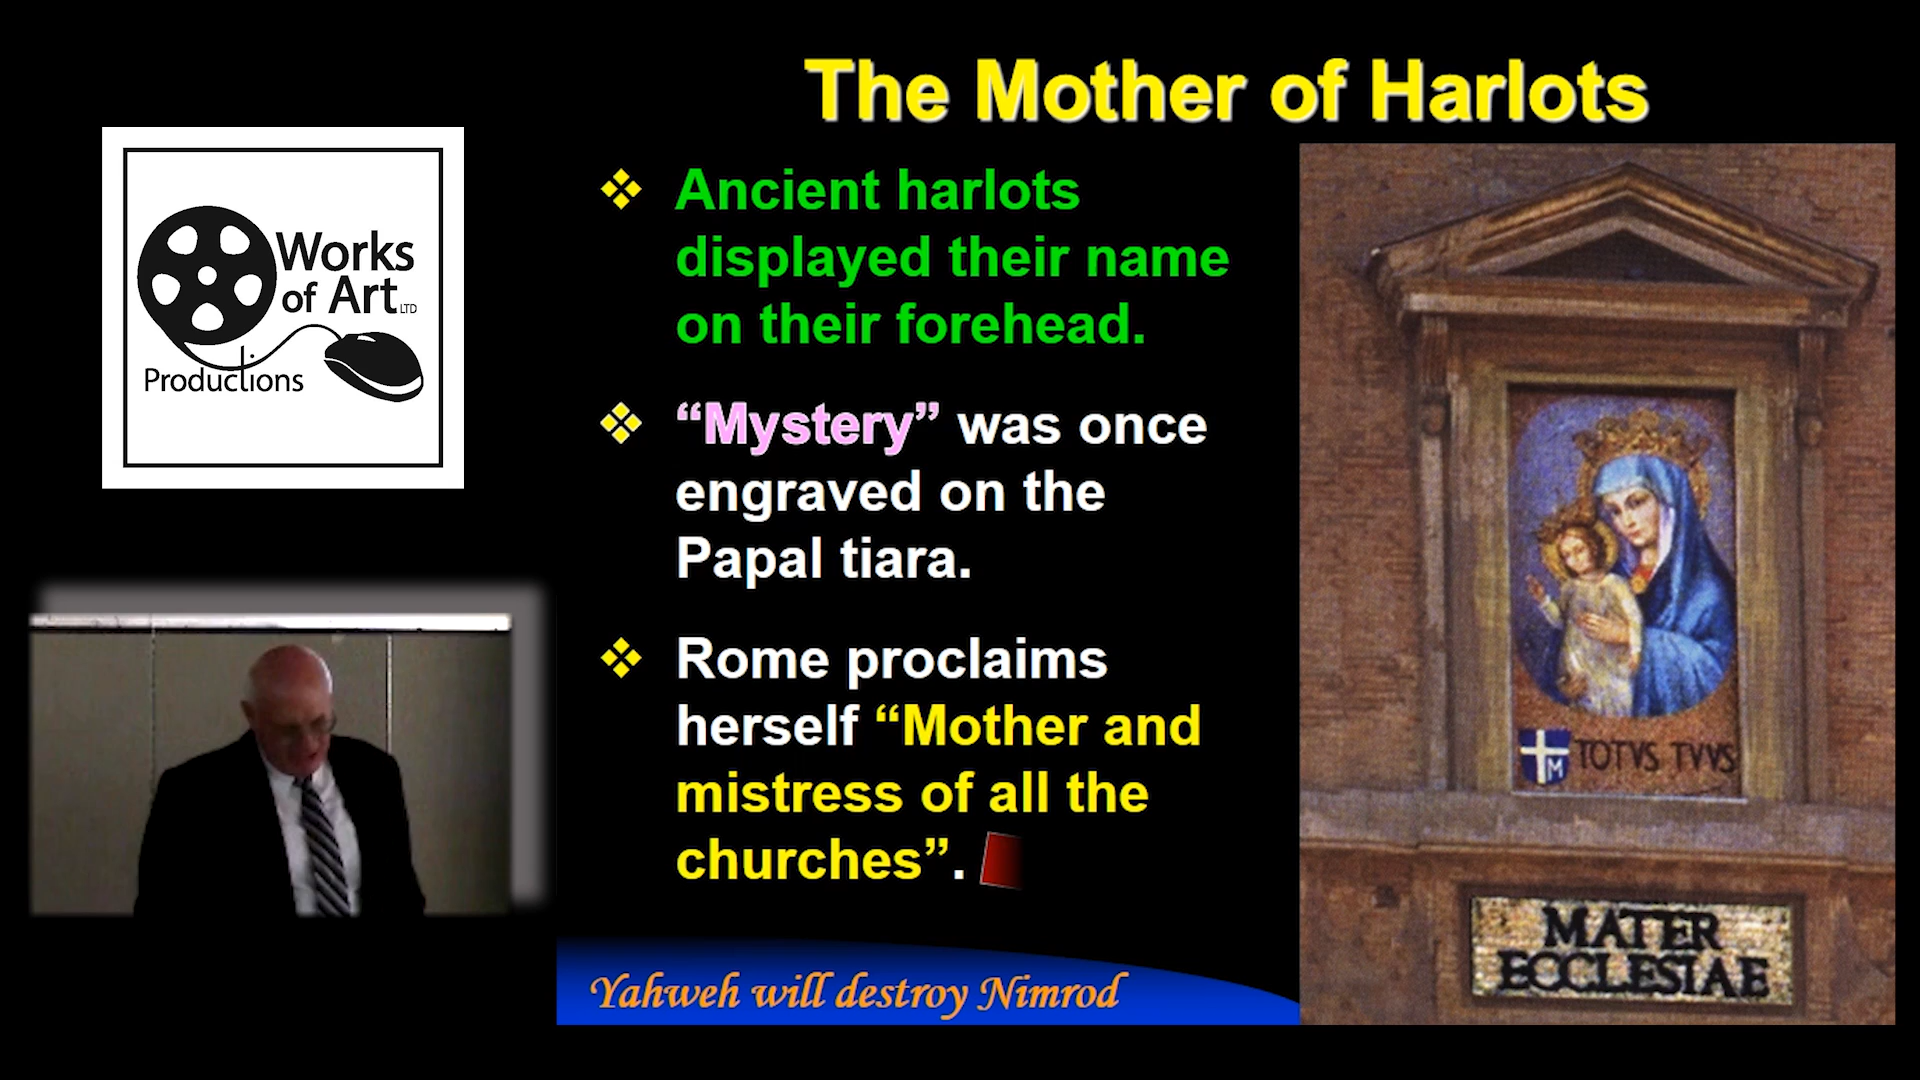 Works
of Art LTD
Productions
The Mother of Harlots
Ancient harlots
displayed their name
on their forehead.
“Mystery” was once
engraved on the
Papal tiara.
Rome proclaims
herself “Mother and
mistress of all the
churches”.
Yahweh will destroy Nimrod
M
TOTVS TVVS
MATER
ECCLESIAE